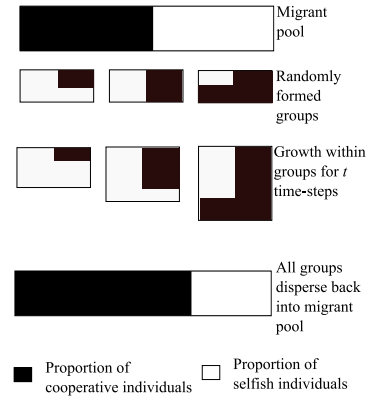 Migrant
pool
Randomly
formed
groups
Growth within
groups for t
time-steps
All groups
disperse back
into migrant
pool
Proportion of
cooperative individuals
Proportion of
selfish individuals